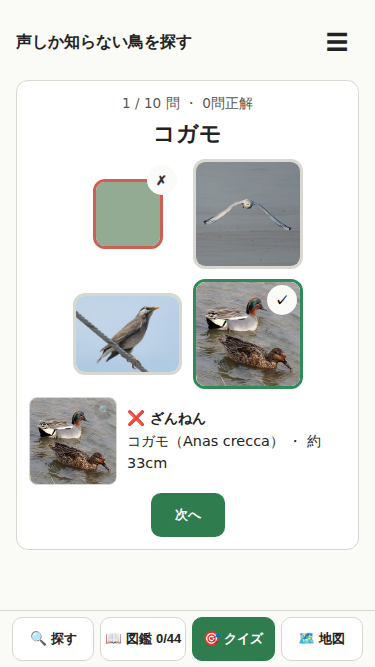 声しか知らない鳥を探す
1 / 10 問 ・ 0問正解
コガモ
✗
✓
❌ ざんねん
コガモ（Anas crecca） ・ 約
33cm
次へ
🔍 探す 📖 図鑑 0/44 🎯 クイズ 🗺️ 地図